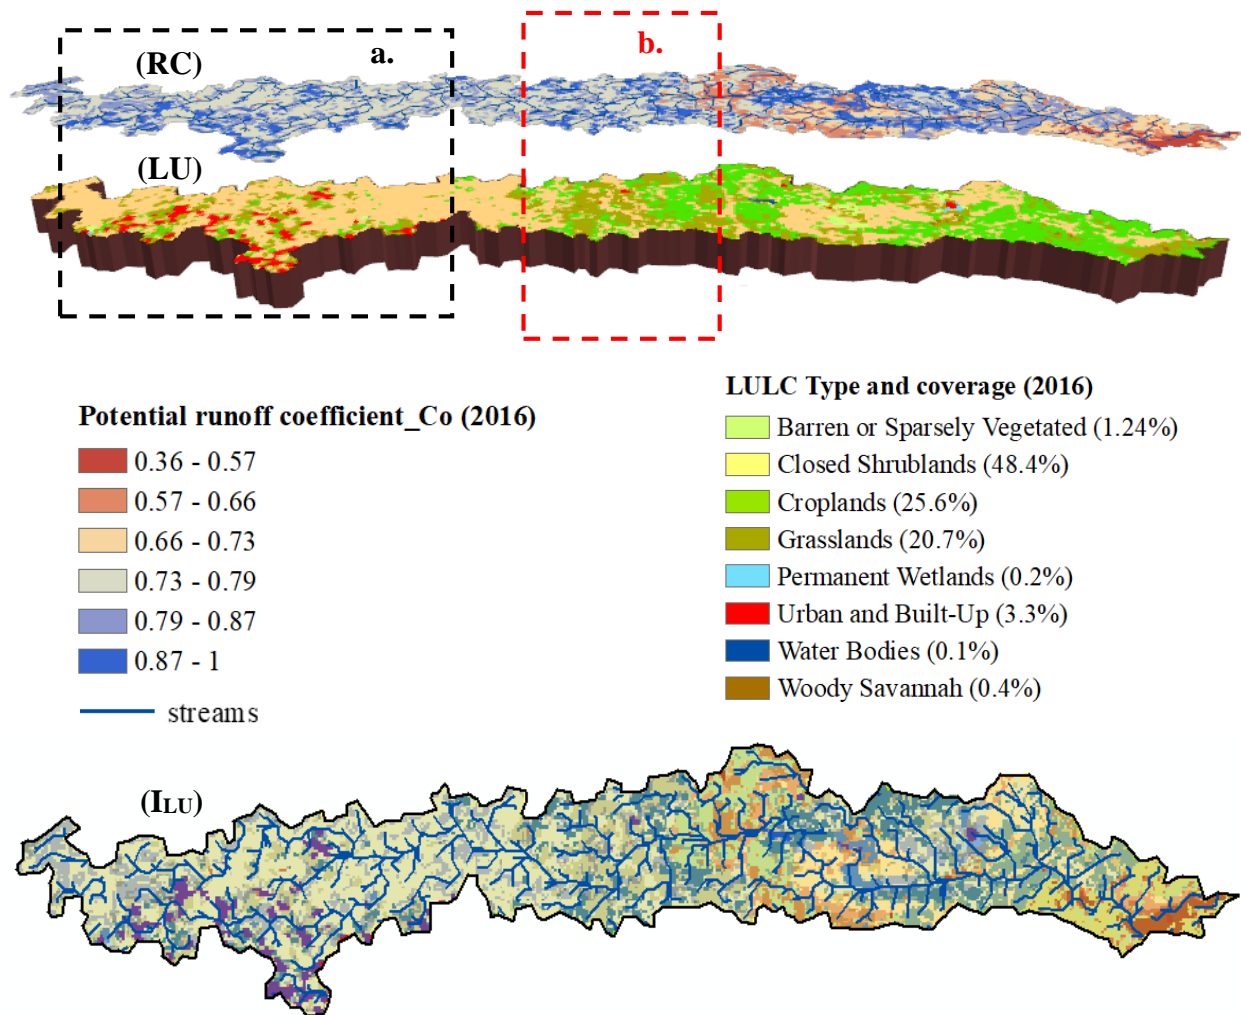 a.
b.
(RC)
(LU)
Potential runoff coefficient_Co (2016)
0.36 - 0.57
0.57 - 0.66
0.66 - 0.73
0.73 - 0.79
0.79 - 0.87
0.87 - 1
streams
LULC Type and coverage (2016)
Barren or Sparsely Vegetated (1.24%)
Closed Shrublands (48.4%)
Croplands (25.6%)
Grasslands (20.7%)
Permanent Wetlands (0.2%)
Urban and Built-Up (3.3%)
Water Bodies (0.1%)
Woody Savannah (0.4%)
(ILU)